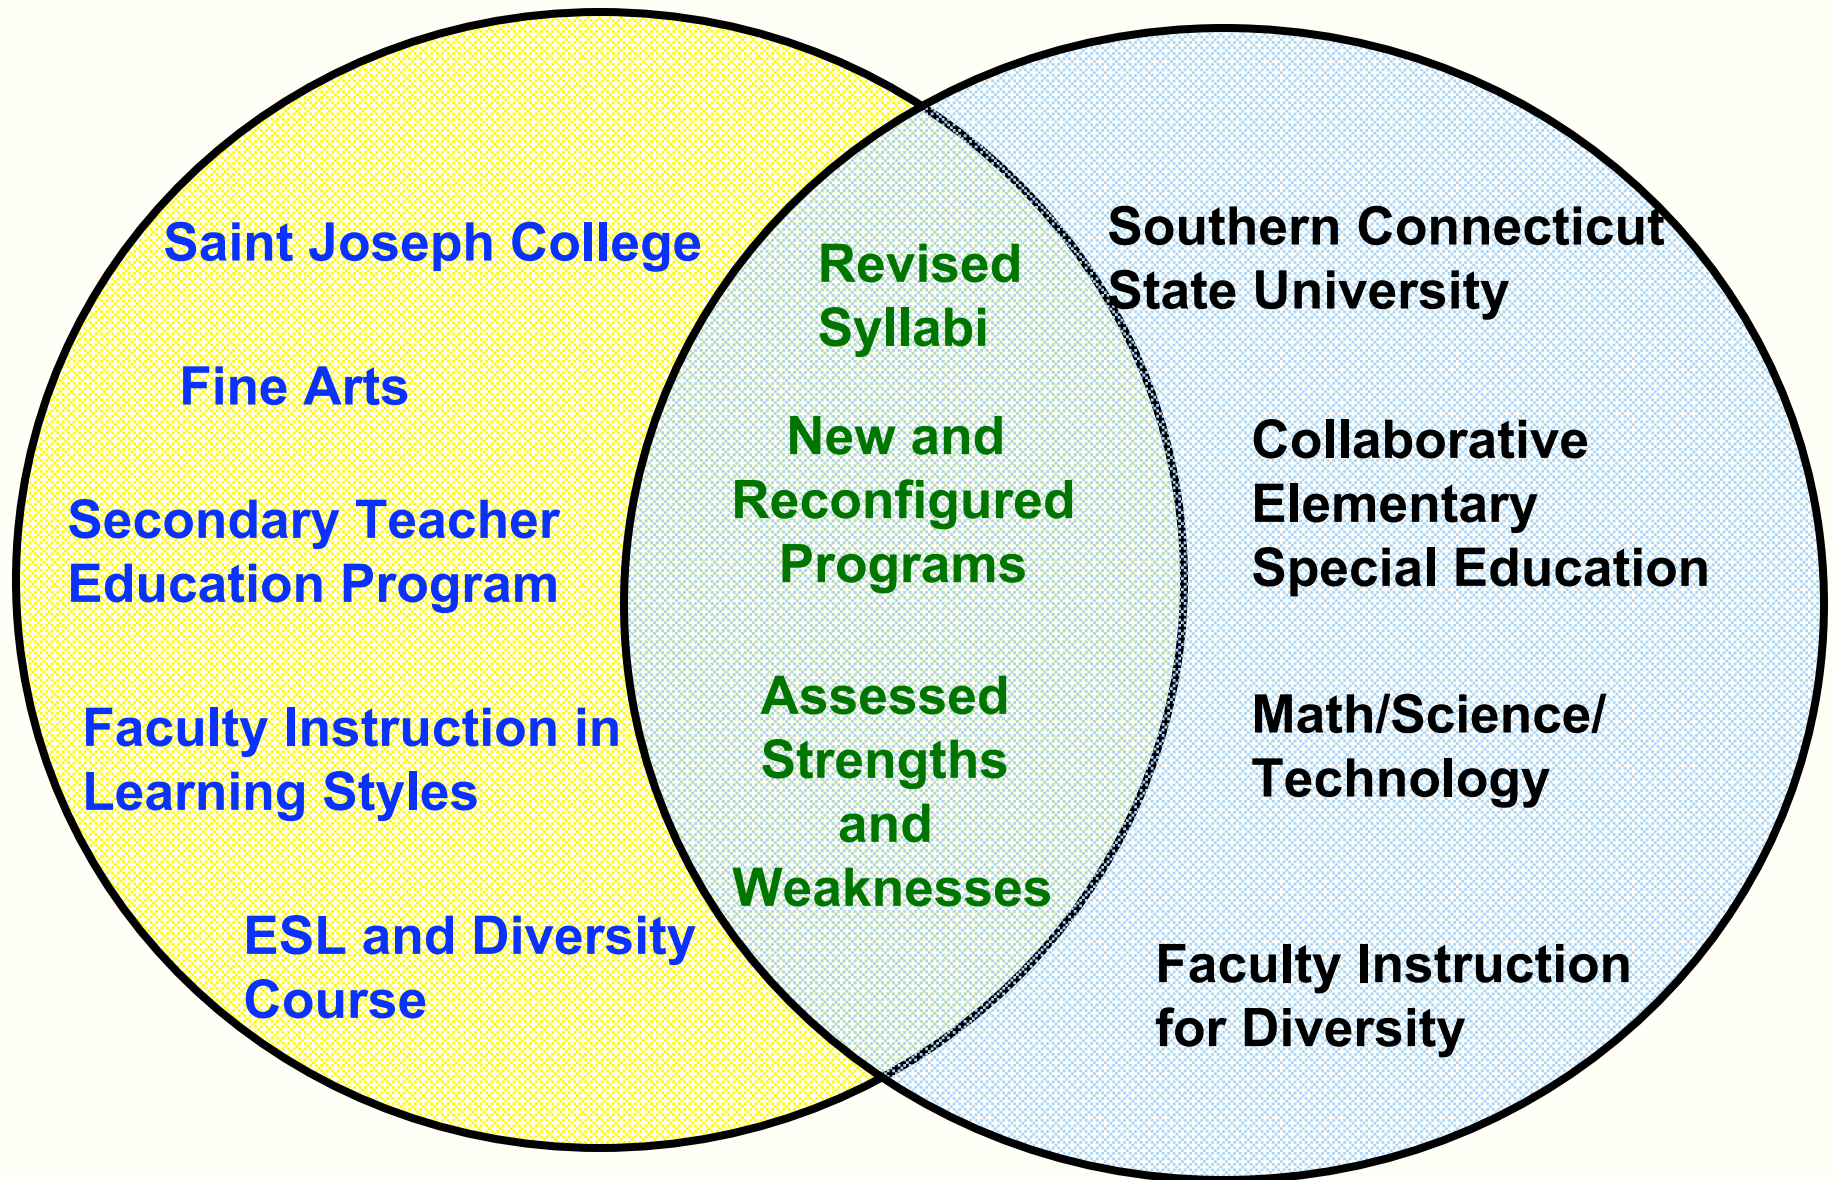 Saint Joseph College
Fine Arts
Secondary Teacher
Education Program
Faculty Instruction in
Learning Styles
ESL and Diversity
Course
Revised
Syllabi
New and
Reconfigured
Programs
Assessed
Strengths
and
Weaknesses
Southern Connecticut
State University
Collaborative
Elementary
Special Education
Math/Science/
Technology
Faculty Instruction
for Diversity